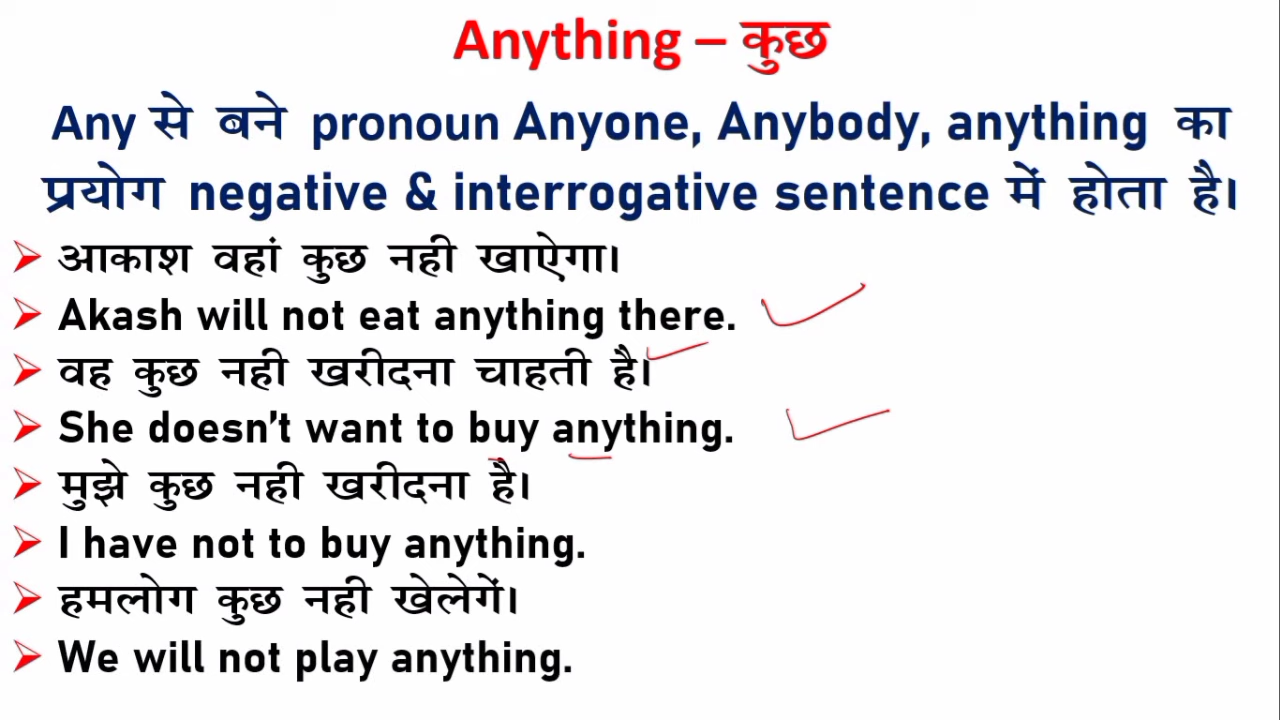 Anything – कुछ
Any से बने pronoun Anyone, Anybody, anything का
प्रयोग negative & interrogative sentence में होता है।
आकाश वहां कुछ नही खाऐगा।
Akash will not eat anything there.
वह कुछ नही खरीदना चाहती है।
She doesn't want to buy anything.
मुझे कुछ नही खरीदना है।
I have not to buy anything.
हमलोग कुछ नही खेलेगें।
We will not play anything.